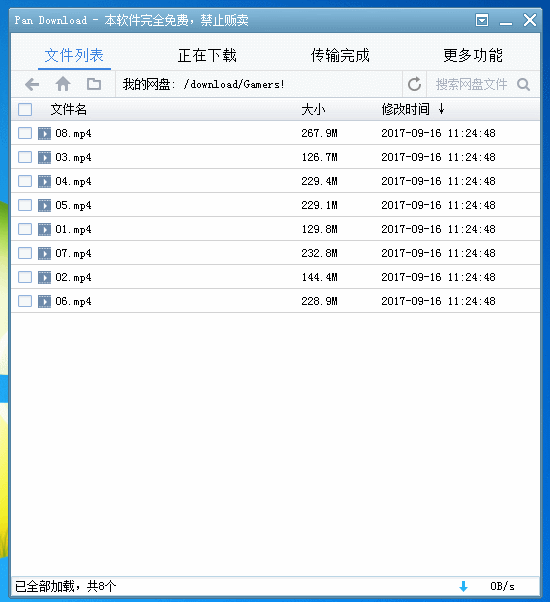 Pan Download - 本软件完全免费，禁止贩卖
文件列表 正在下载 传输完成 更多功能
我的网盘: /download/Gamers! 搜索网盘文件
文件名 大小 修改时间 ↓
08.mp4 267.9M 2017-09-16 11:24:48
03.mp4 126.7M 2017-09-16 11:24:48
04.mp4 229.4M 2017-09-16 11:24:48
05.mp4 229.1M 2017-09-16 11:24:48
01.mp4 129.8M 2017-09-16 11:24:48
07.mp4 232.8M 2017-09-16 11:24:48
02.mp4 144.4M 2017-09-16 11:24:48
06.mp4 228.9M 2017-09-16 11:24:48
已全部加载，共8个 0B/s